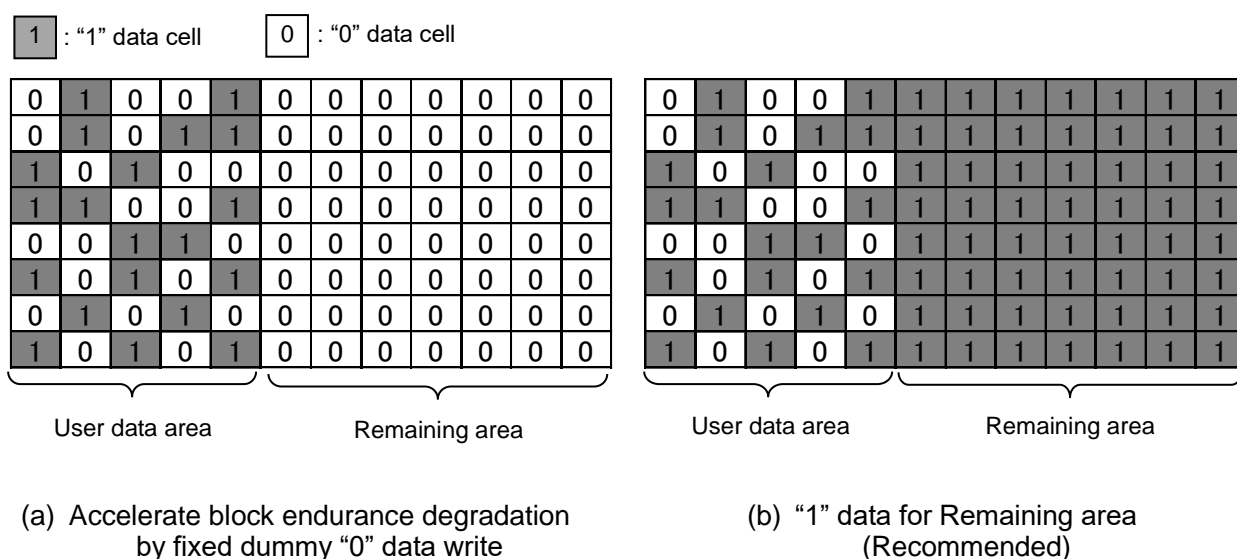 1 : “1” data cell 0 : “0” data cell
0 1 0 0 1 0 0 0 0 0 0 0 0 1 0 0 1 1 1 1 1 1 1 1
0 1 0 1 1 0 0 0 0 0 0 0 0 1 0 1 1 1 1 1 1 1 1 1
1 0 1 0 0 0 0 0 0 0 0 0 1 0 1 0 0 1 1 1 1 1 1 1
1 1 0 0 1 0 0 0 0 0 0 0 1 1 0 0 1 1 1 1 1 1 1 1
0 0 1 1 0 0 0 0 0 0 0 0 0 0 1 1 0 1 1 1 1 1 1 1
1 0 1 0 1 0 0 0 0 0 0 0 1 0 1 0 1 1 1 1 1 1 1 1
0 1 0 1 0 0 0 0 0 0 0 0 0 1 0 1 0 1 1 1 1 1 1 1
1 0 1 0 1 0 0 0 0 0 0 0 1 0 1 0 1 1 1 1 1 1 1 1
User data area Remaining area User data area Remaining area
(a) Accelerate block endurance degradation
by fixed dummy “0” data write
(b) “1” data for Remaining area
(Recommended)